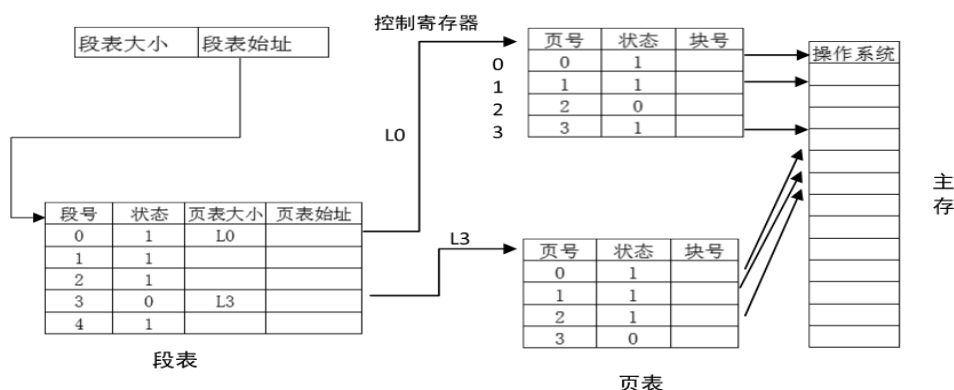 控制寄存器
段表大小 段表始址
页号 状态 块号
0 0 1
1 1 1
2 2 0
3 3 1
操作系统
L0
主存
段号 状态 页表大小 页表始址
0 1 L0
1 1
2 1
3 0 L3
4 1
段表
L3
页号 状态 块号
0 1
1 1
2 1
3 0
页表